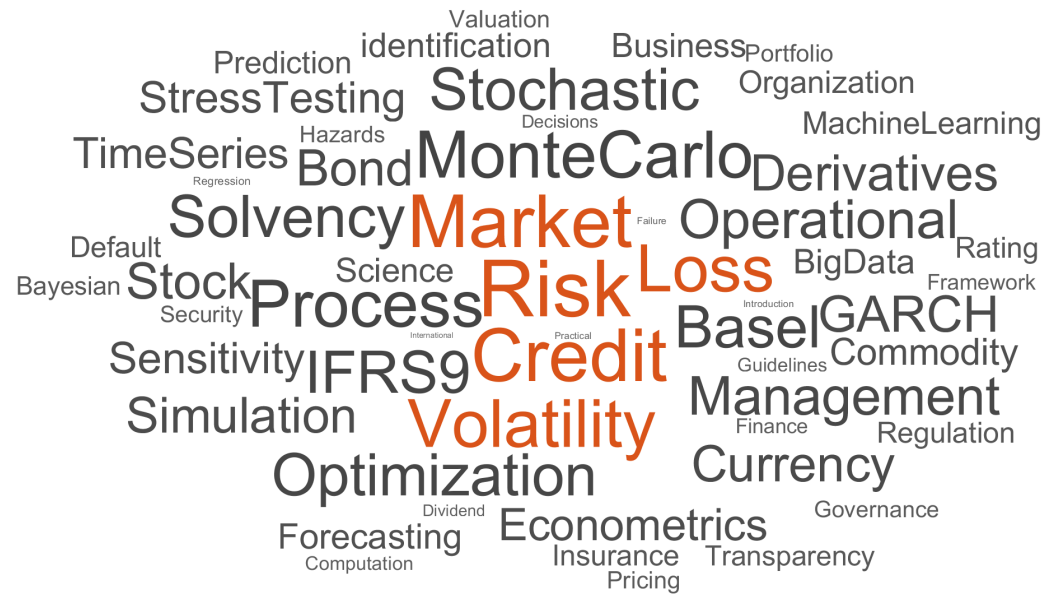 Valuation
identification
Business
Portfolio
Prediction
Organization
StressTesting
Stochastic
Decisions
MachineLearning
Hazards
TimeSeries
Bond
MonteCarlo
Derivatives
Regression
Solvency
Market
Failure
Operational
Default
Rating
Science
Loss
BigData
Bayesian
Stock
Framework
Process
Risk
Introduction
Security
Basel
GARCH
International
Practical
Sensitivity
IFRS9
Credit
Guidelines
Commodity
Management
Simulation
Volatility
Finance
Regulation
Optimization
Currency
Dividend
Governance
Forecasting
Econometrics
Computation
Insurance
Transparency
Pricing